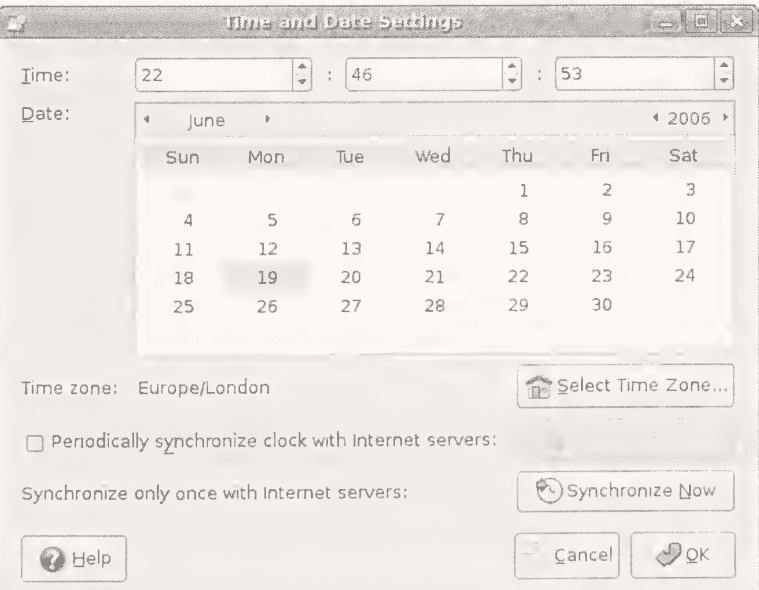 Time and Date Settings
Time: 22 : 46 : 53
Date: June 2006
Sun Mon Tue Wed Thu Fri Sat
1 2 3
4 5 6 7 8 9 10
11 12 13 14 15 16 17
18 19 20 21 22 23 24
25 26 27 28 29 30
Time zone: Europe/London Select Time Zone...
Periodically synchronize clock with Internet servers:
Synchronize only once with Internet servers: Synchronize Now
Help Cancel OK